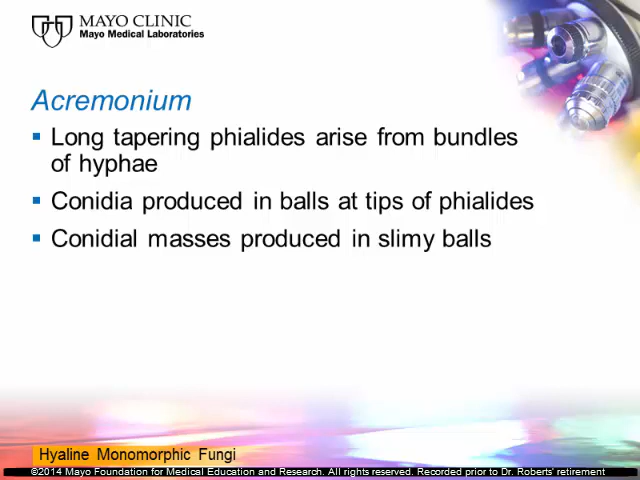 MAYO CLINIC
Mayo Medical Laboratories
Acremonium
▪ Long tapering phialides arise from bundles
of hyphae
▪ Conidia produced in balls at tips of phialides
▪ Conidial masses produced in slimy balls
Hyaline Monomorphic Fungi
©2014 Mayo Foundation for Medical Education and Research. All rights reserved. Recorded prior to Dr. Roberts' retirement